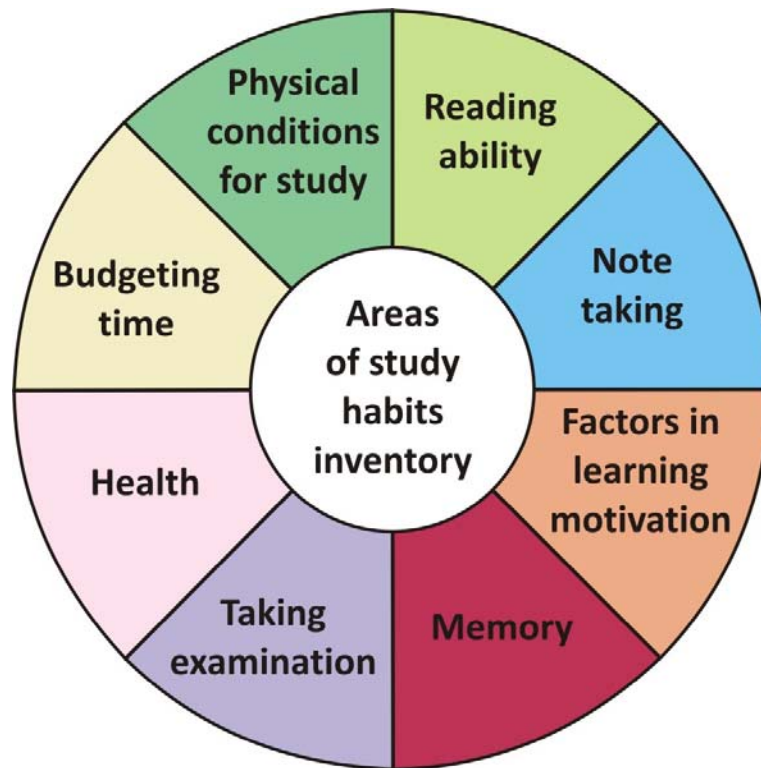 Physical
conditions
for study
Reading
ability
Note
taking
Factors in
learning
motivation
Memory
Taking
examination
Health
Budgeting
time
Areas
of study
habits
inventory